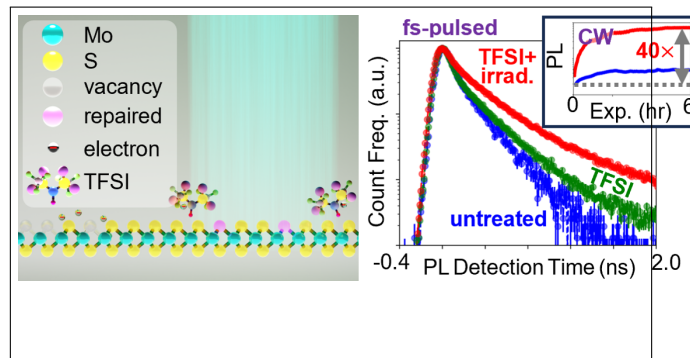 Mo
S
vacancy
repaired
electron
TFSI
fs-pulsed
TFSI+
irrad.
TFSI
untreated
Count Freq. (a.u.)
-0.4
PL Detection Time (ns)
2.0
CW
PL
40×
0
Exp. (hr)
6